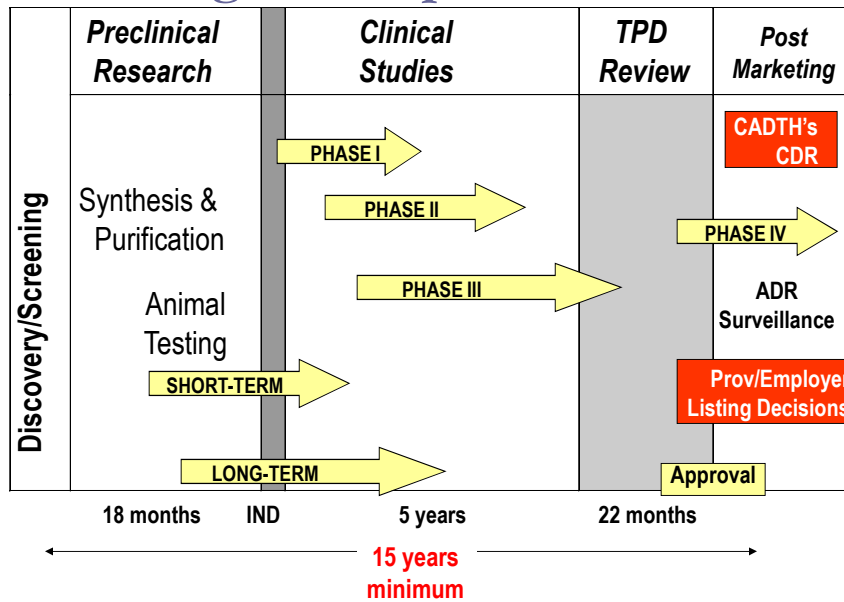 Preclinical
Research
Clinical
Studies
TPD
Review
Post
Marketing
Discovery/Screening
CADTH's
CDR
PHASE I
Synthesis &
Purification
PHASE II
PHASE IV
PHASE III
ADR
Surveillance
Animal
Testing
SHORT-TERM
Prov/Employer
Listing Decisions
LONG-TERM
Approval
18 months
IND
5 years
22 months
15 years
minimum